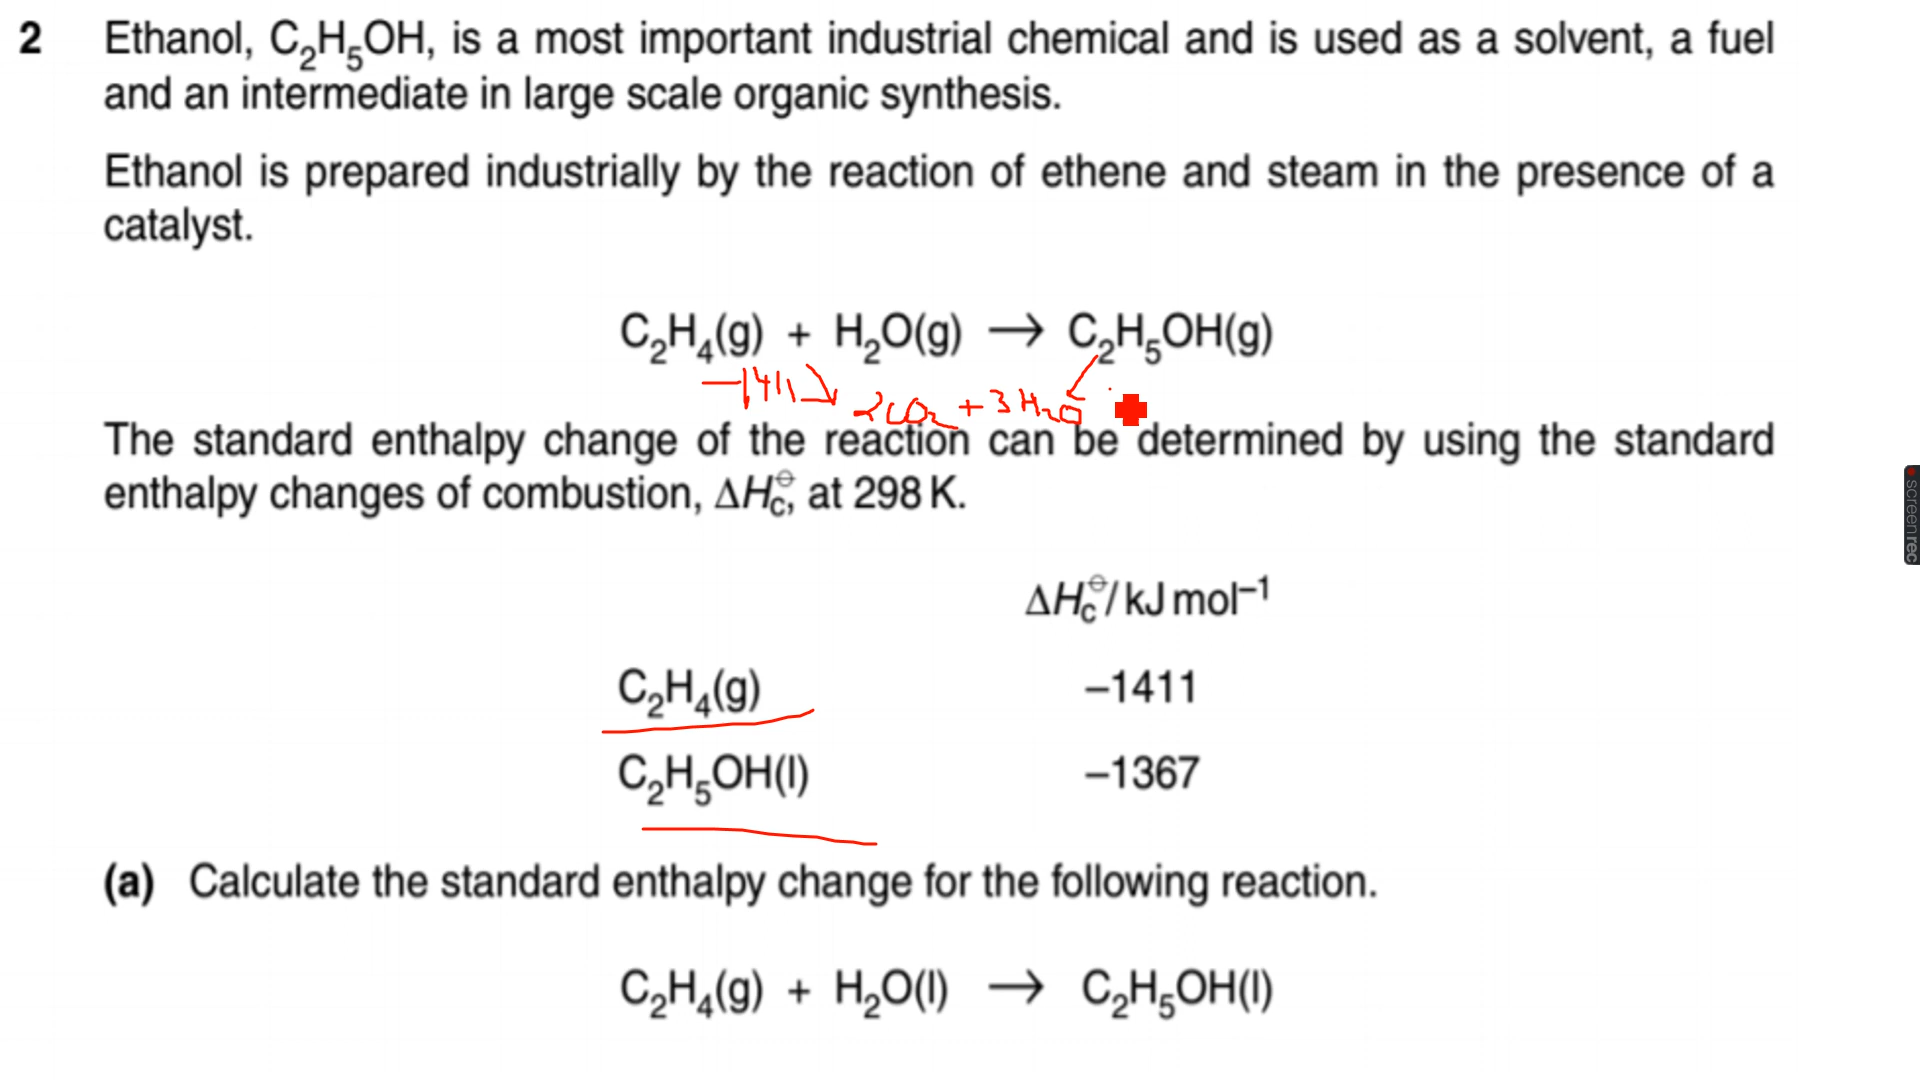 2 Ethanol, C₂H₅OH, is a most important industrial chemical and is used as a solvent, a fuel
and an intermediate in large scale organic synthesis.
Ethanol is prepared industrially by the reaction of ethene and steam in the presence of a
catalyst.
C₂H₄(g) + H₂O(g) → C₂H₅OH(g)
–1411 2CO₂ + 3H₂O
The standard enthalpy change of the reaction can be determined by using the standard
enthalpy changes of combustion, ΔH꜀⦵, at 298 K.
ΔH꜀⦵/ kJ mol⁻¹
C₂H₄(g) –1411
C₂H₅OH(l) –1367
(a) Calculate the standard enthalpy change for the following reaction.
C₂H₄(g) + H₂O(l) → C₂H₅OH(l)
screenrec